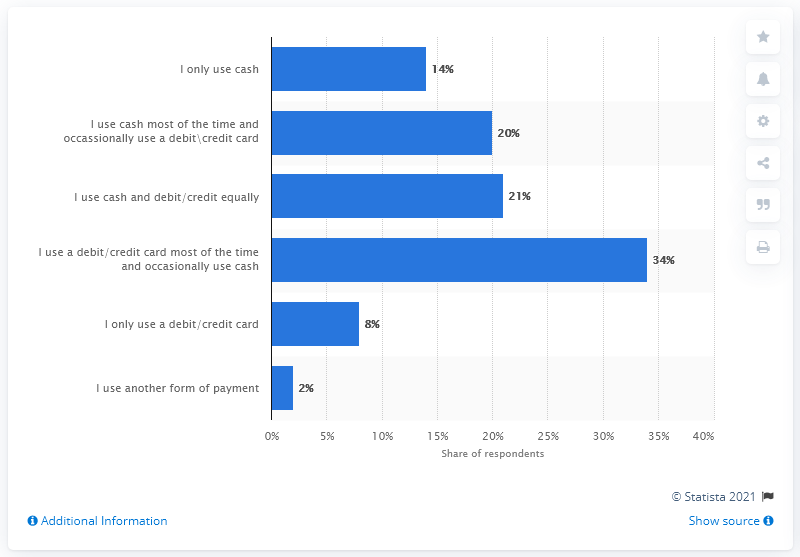 I only use cash
14%
I use cash most of the time and
occassionally use a debit\credit card
20%
I use cash and debit/credit equally
21%
I use a debit/credit card most of the time
and occasionally use cash
34%
I only use a debit/credit card
8%
I use another form of payment
2%
0% 5% 10% 15% 20% 25% 30% 35% 40%
Share of respondents
© Statista 2021
Additional Information
Show source